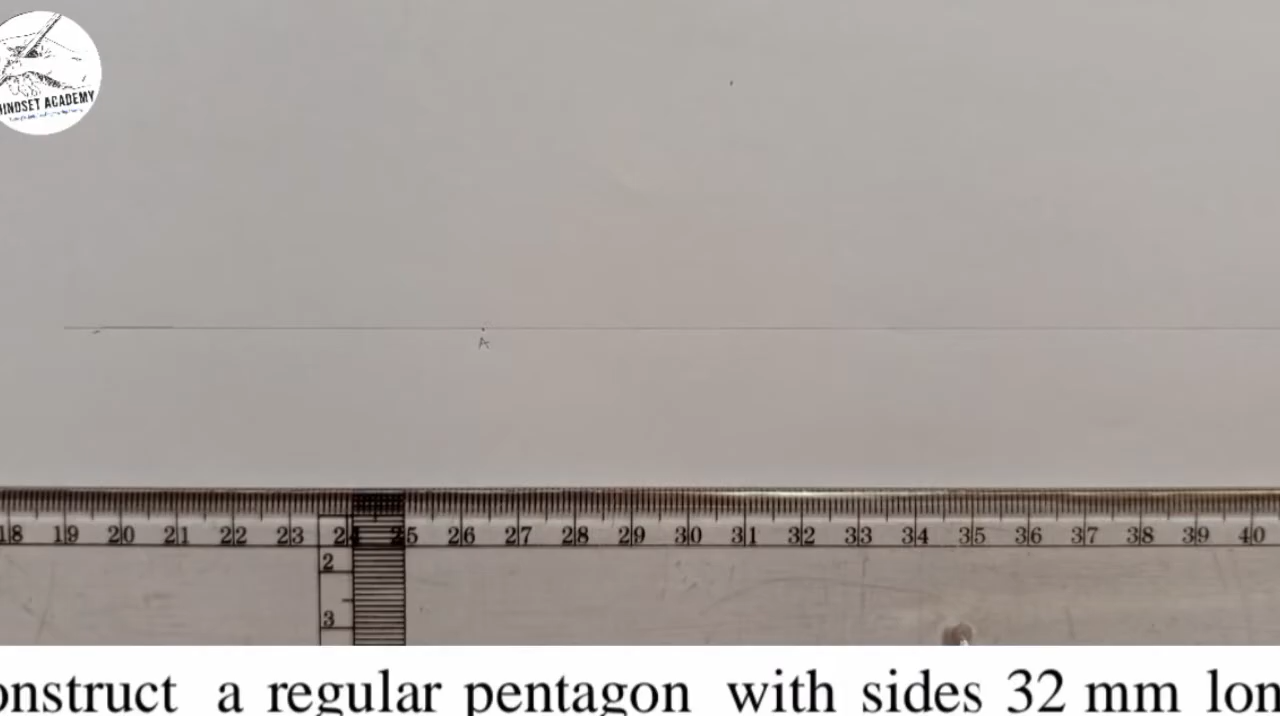 INDSET ACADEMY
A
18 19 20 21 22 23 24 25 26 27 28 29 30 31 32 33 34 35 36 37 38 39 40
2
3
onstruct a regular pentagon with sides 32 mm lon